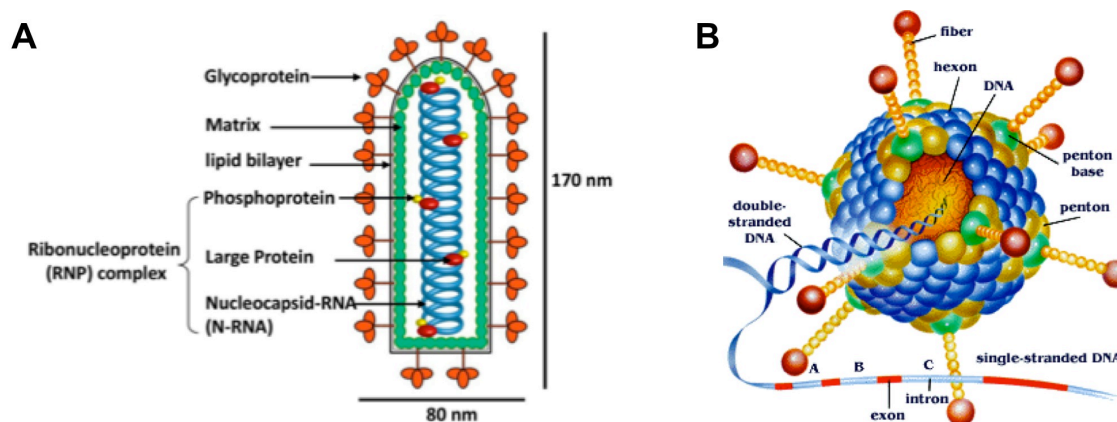 A
Glycoprotein
Matrix
lipid bilayer
Phosphoprotein
Ribonucleoprotein
(RNP) complex
Large Protein
Nucleocapsid-RNA
(N-RNA)
170 nm
80 nm
B
fiber
hexon
DNA
penton
base
penton
double-
stranded
DNA
single-stranded DNA
A B C
exon
intron